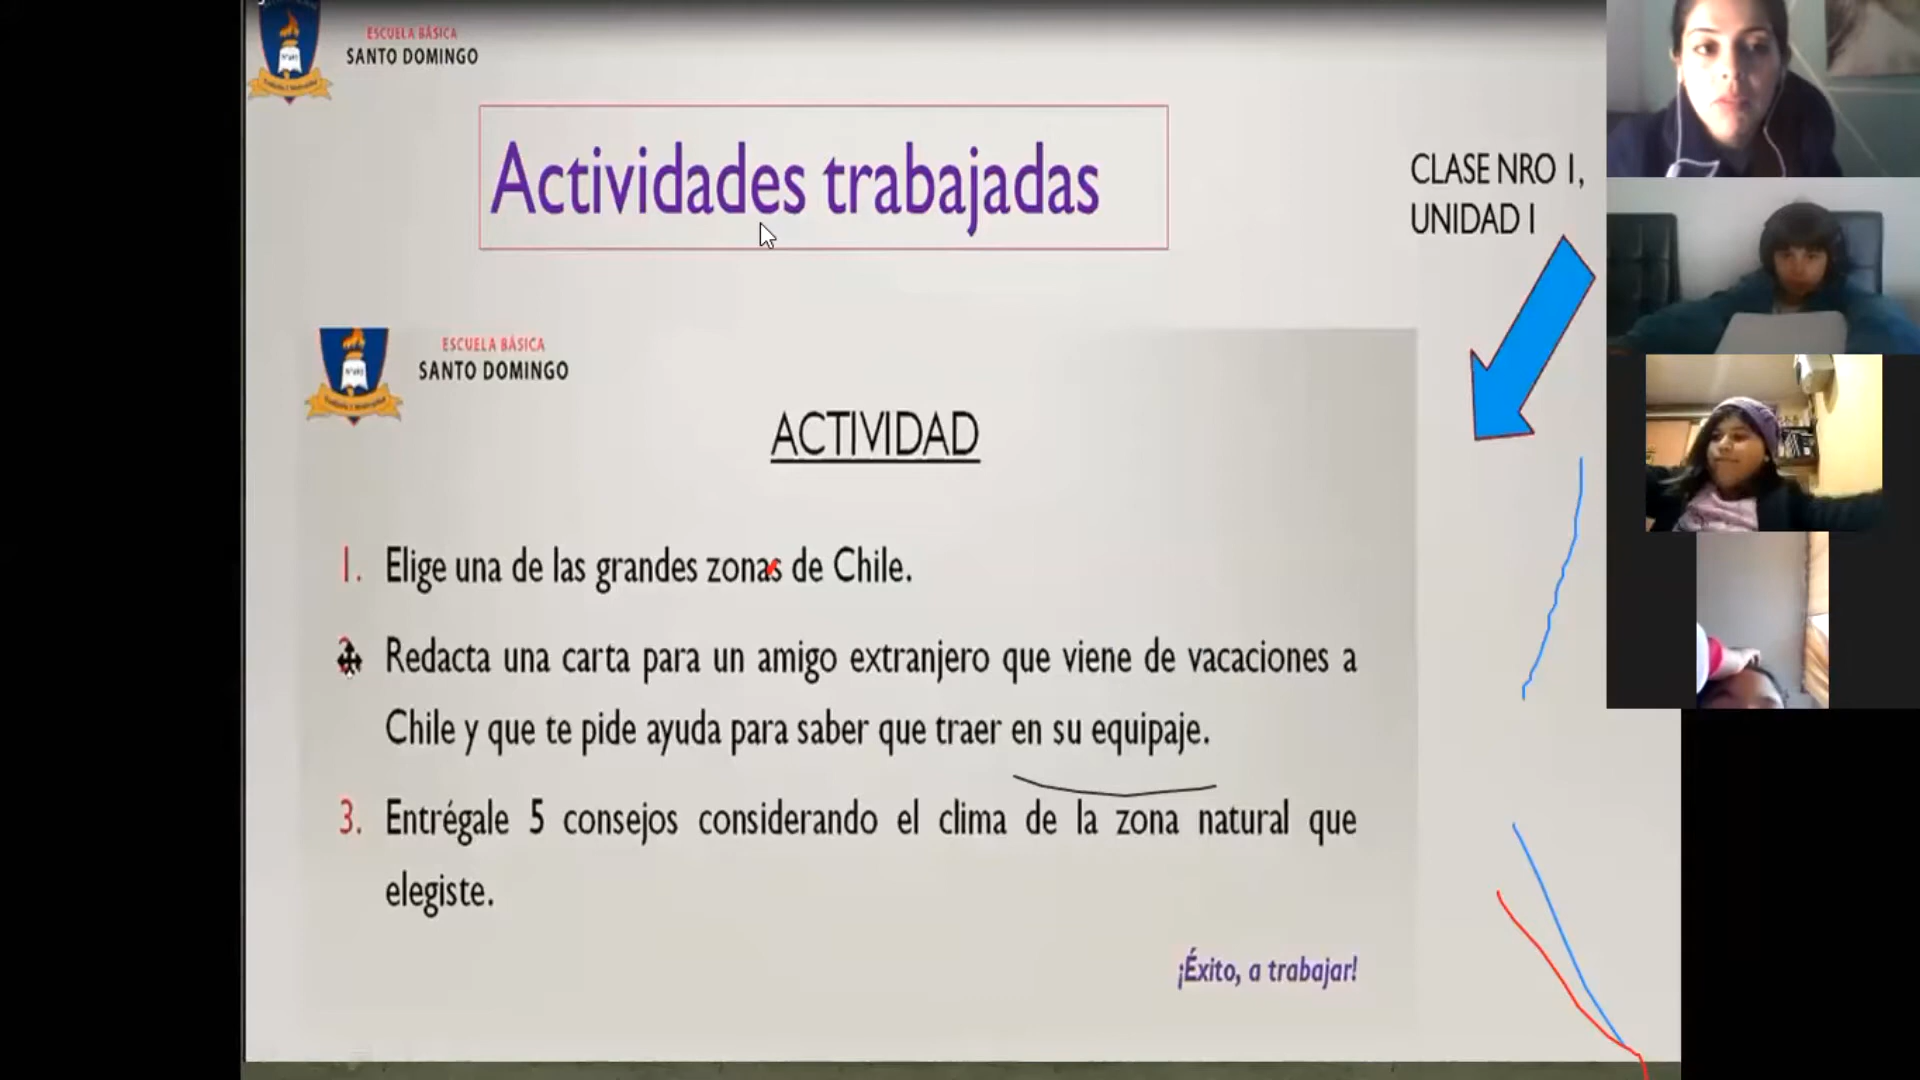 ESCUELA BÁSICA
SANTO DOMINGO
Actividades trabajadas
CLASE NRO 1,
UNIDAD I
ESCUELA BÁSICA
SANTO DOMINGO
ACTIVIDAD
1. Elige una de las grandes zonas de Chile.
Redacta una carta para un amigo extranjero que viene de vacaciones a
Chile y que te pide ayuda para saber que traer en su equipaje.
3. Entrégale 5 consejos considerando el clima de la zona natural que
elegiste.
¡Éxito, a trabajar!